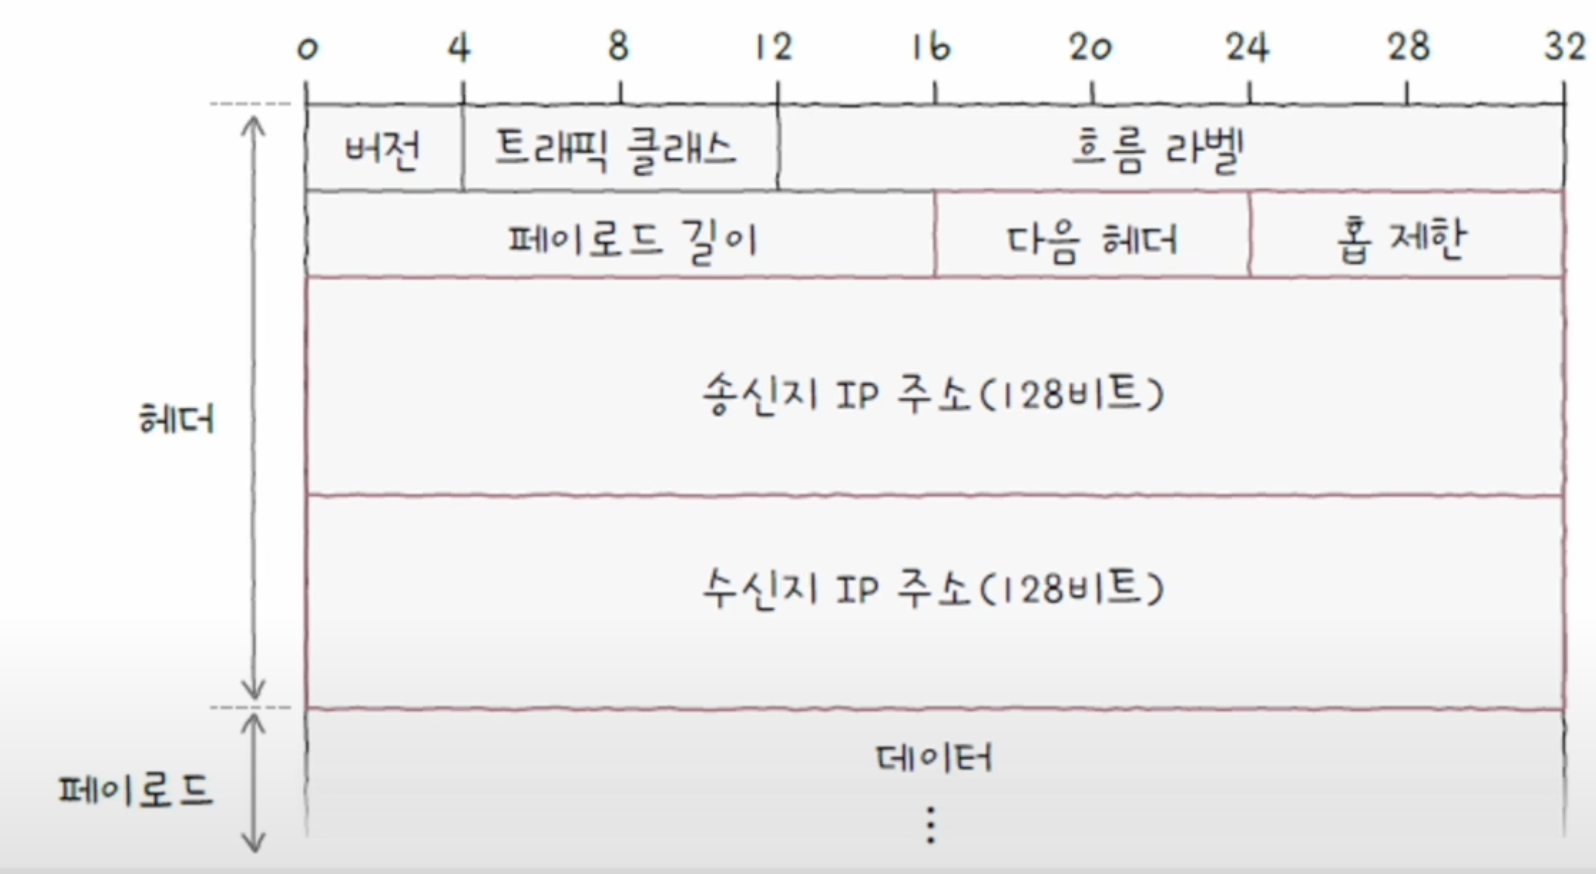 0 4 8 12 16 20 24 28 32
버전 트래픽 클래스 흐름 라벨
페이로드 길이 다음 헤더 홉 제한
송신지 IP 주소(128비트)
헤더
수신지 IP 주소(128비트)
데이터
페이로드
⋮